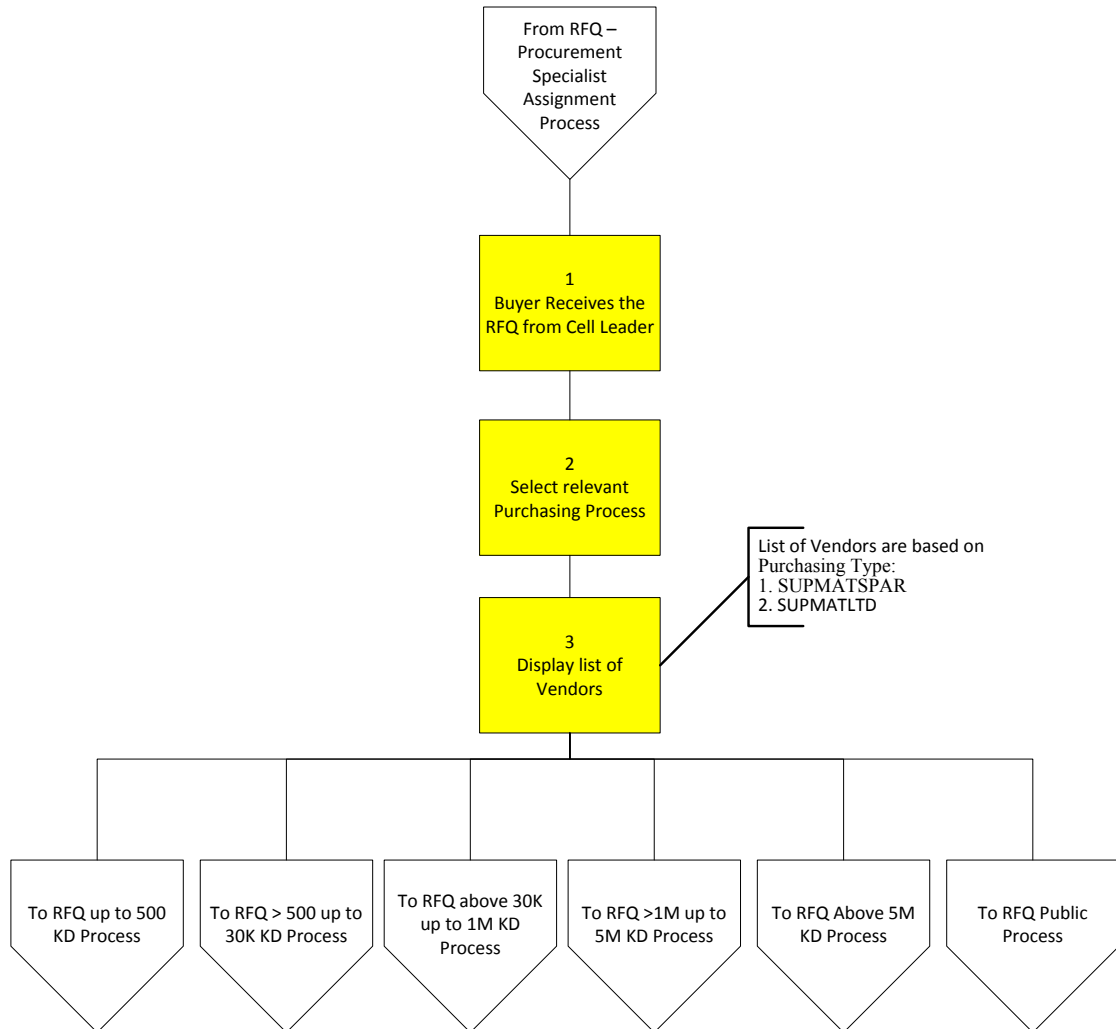 From RFQ –
Procurement
Specialist
Assignment
Process
1
Buyer Receives the
RFQ from Cell Leader
2
Select relevant
Purchasing Process
List of Vendors are based on
Purchasing Type:
1. SUPMATSPAR
2. SUPMATLTD
3
Display list of
Vendors
To RFQ up to 500
KD Process
To RFQ > 500 up to
30K KD Process
To RFQ above 30K
up to 1M KD
Process
To RFQ >1M up to
5M KD Process
To RFQ Above 5M
KD Process
To RFQ Public
Process